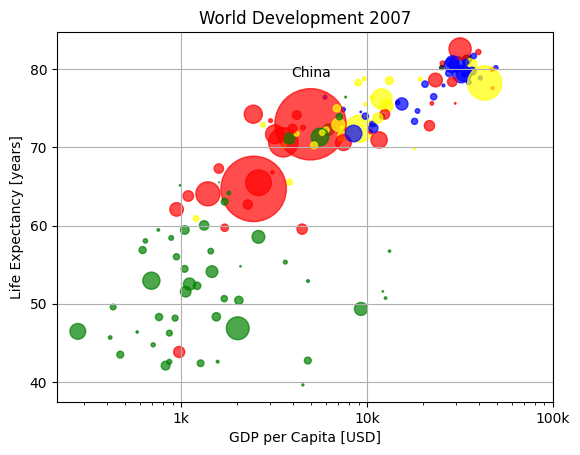 World Development 2007
Life Expectancy [years]
80
70
60
50
40
China
1k
10k
100k
GDP per Capita [USD]